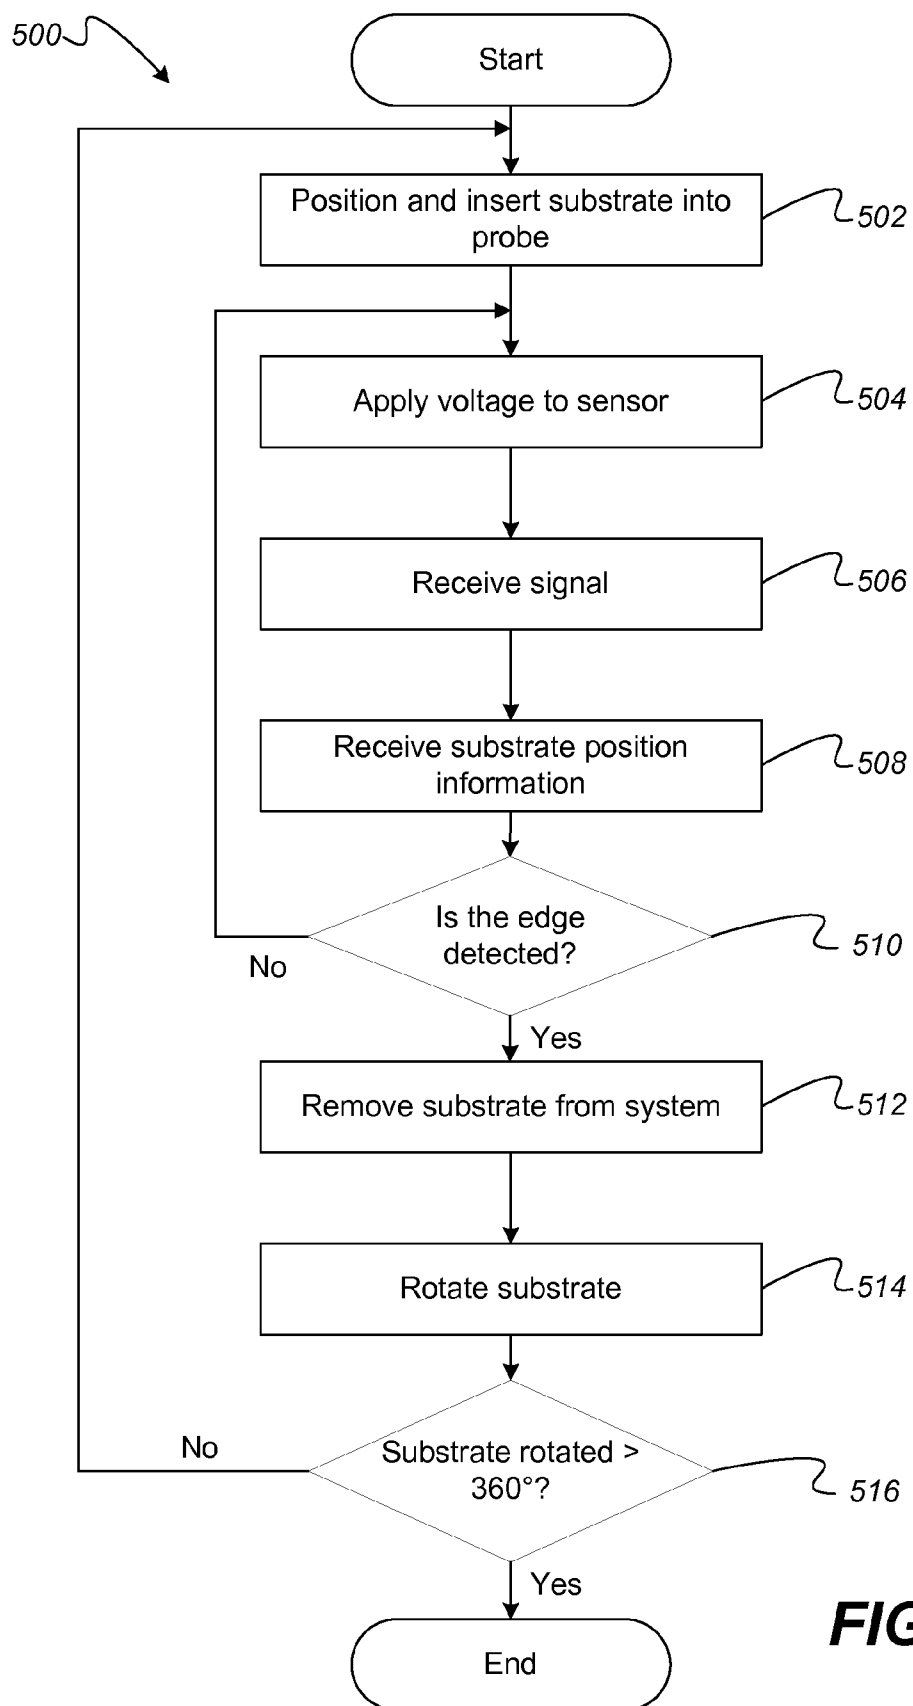 500
Start
Position and insert substrate into
probe
502
Apply voltage to sensor
504
Receive signal
506
Receive substrate position
information
508
Is the edge
detected?
510
No
Yes
Remove substrate from system
512
Rotate substrate
514
No
Substrate rotated >
360°?
516
Yes
FIG
End